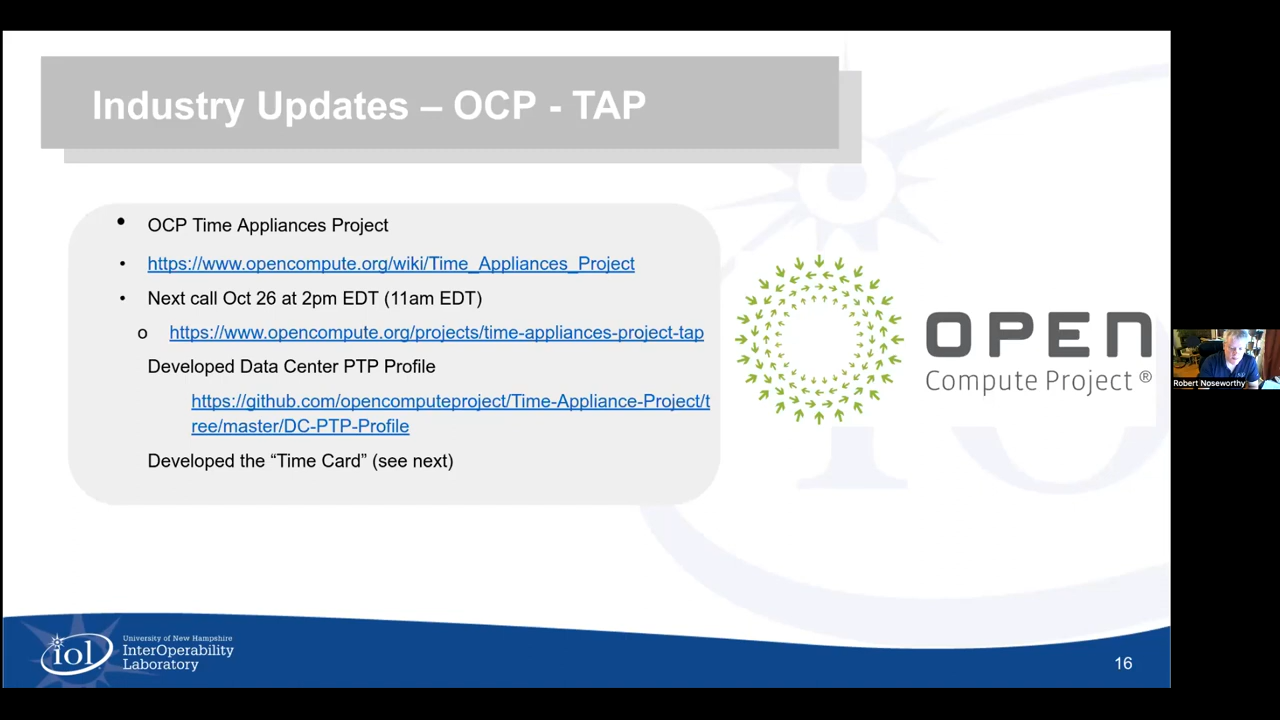 Industry Updates – OCP - TAP
• OCP Time Appliances Project
• https://www.opencompute.org/wiki/Time_Appliances_Project
• Next call Oct 26 at 2pm EDT (11am EDT)
o https://www.opencompute.org/projects/time-appliances-project-tap
Developed Data Center PTP Profile
https://github.com/opencomputeproject/Time-Appliance-Project/t
ree/master/DC-PTP-Profile
Developed the “Time Card” (see next)
OPEN
Compute Project ®
Robert Noseworthy
iol
University of New Hampshire
InterOperability
Laboratory
16